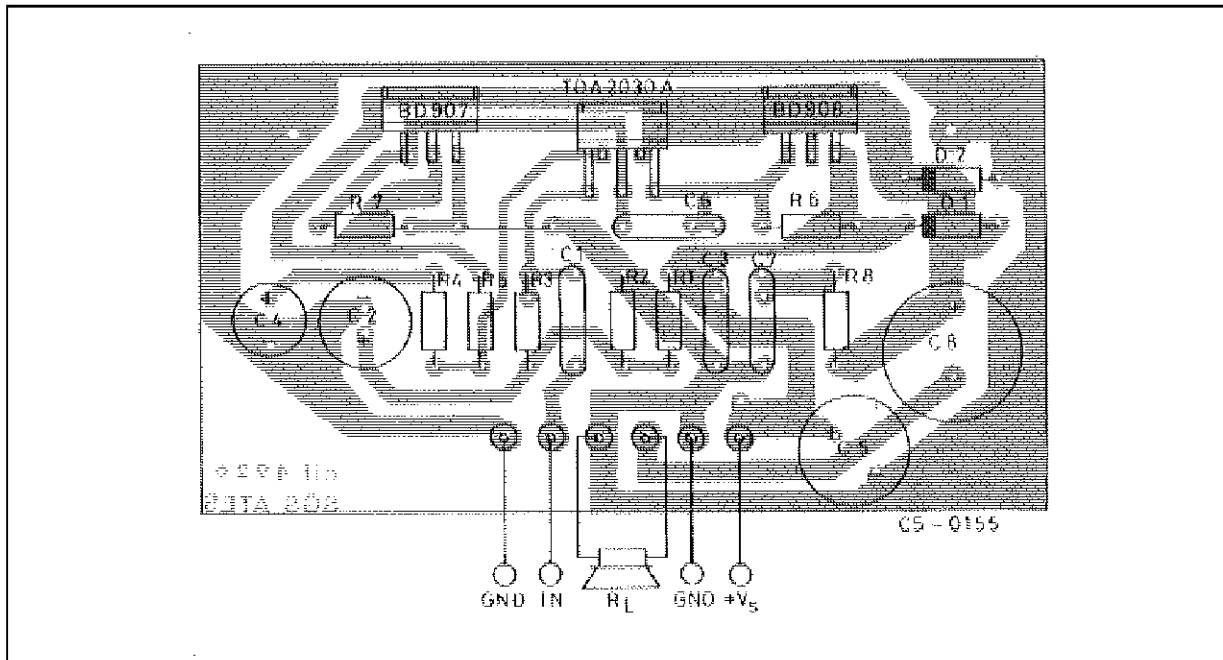 TDA2030A
BD907
BD908
D2
R7
C6
R6
D1
C1
R4
R5
R3
R2
R1
C3
C7
R8
C4
C2
C8
C5
CS-0155
GND
IN
RL
GND
+Vs